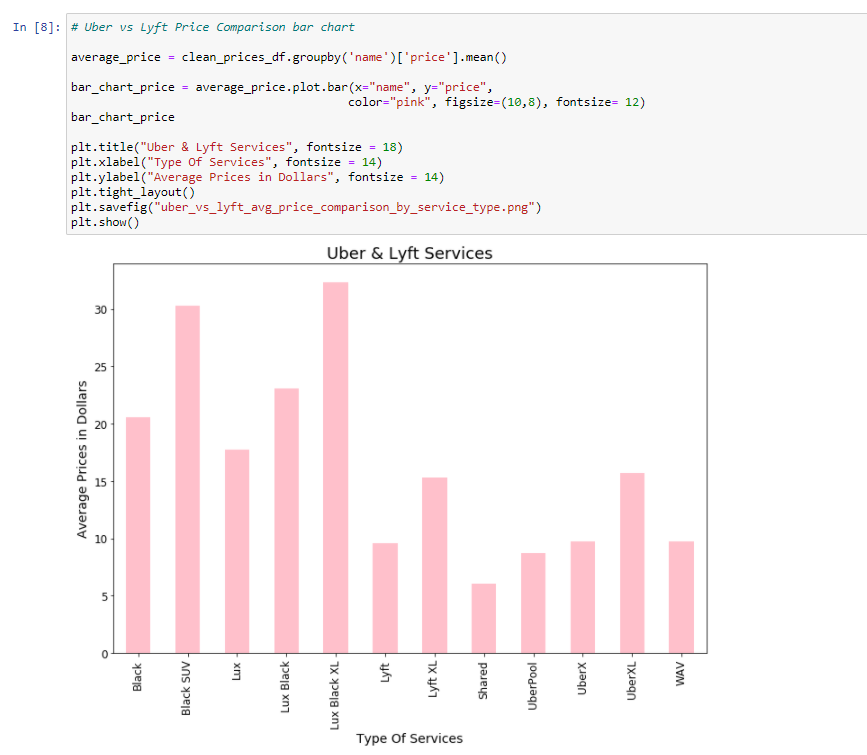 In [8]: # Uber vs Lyft Price Comparison bar chart
average_price = clean_prices_df.groupby('name')['price'].mean()
bar_chart_price = average_price.plot.bar(x="name", y="price",
color="pink", figsize=(10,8), fontsize= 12)
bar_chart_price
plt.title("Uber & Lyft Services", fontsize = 18)
plt.xlabel("Type Of Services", fontsize = 14)
plt.ylabel("Average Prices in Dollars", fontsize = 14)
plt.tight_layout()
plt.savefig("uber_vs_lyft_avg_price_comparison_by_service_type.png")
plt.show()
Uber & Lyft Services
Average Prices in Dollars
30
25
20
15
10
5
0
Black
Black SUV
Lux
Lux Black
Lux Black XL
Lyft
Lyft XL
Shared
UberPool
UberX
UberXL
WAV
Type Of Services